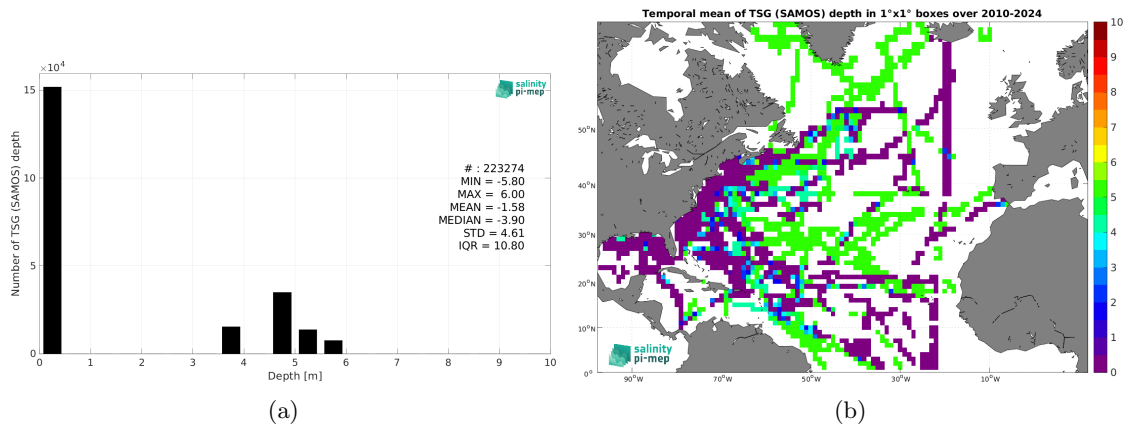 ×10⁴
15
10
5
0
Number of TSG (SAMOS) depth
0 1 2 3 4 5 6 7 8 9 10
Depth [m]
salinity
pi-mep
# : 223274
MIN = -5.80
MAX = 6.00
MEAN = -1.58
MEDIAN = -3.90
STD = 4.61
IQR = 10.80
(a)
Temporal mean of TSG (SAMOS) depth in 1°x1° boxes over 2010-2024
50°N
40°N
30°N
20°N
10°N
0°
90°W 70°W 50°W 30°W 10°W
salinity
pi-mep
10
9
8
7
6
5
4
3
2
1
0
(b)